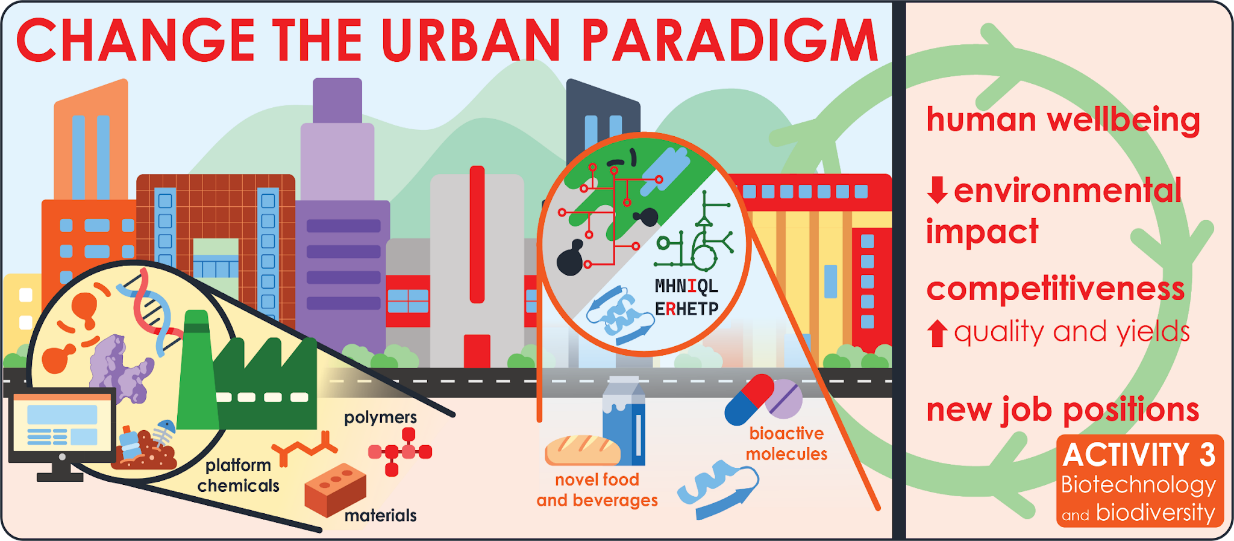 CHANGE THE URBAN PARADIGM
MHNIQL
ERHETP
polymers
platform
chemicals
materials
novel food
and beverages
bioactive
molecules
human wellbeing
environmental
impact
competitiveness
quality and yields
new job positions
ACTIVITY 3
Biotechnology
and biodiversity